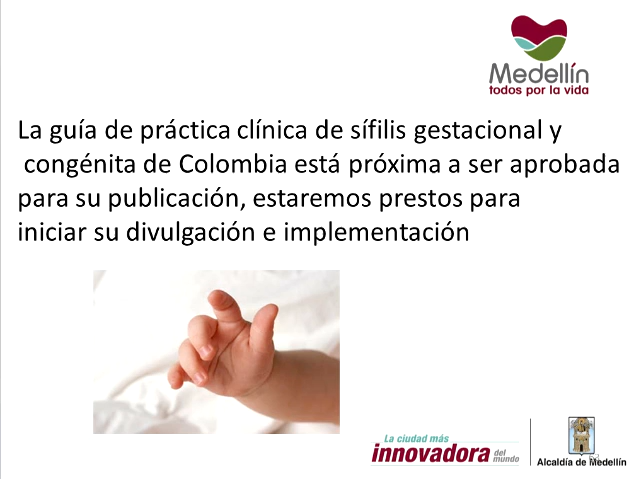 Medellín
todos por la vida
La guía de práctica clínica de sífilis gestacional y
congénita de Colombia está próxima a ser aprobada
para su publicación, estaremos prestos para
iniciar su divulgación e implementación
La ciudad más
innovadora del mundo
Alcaldía de Medellín